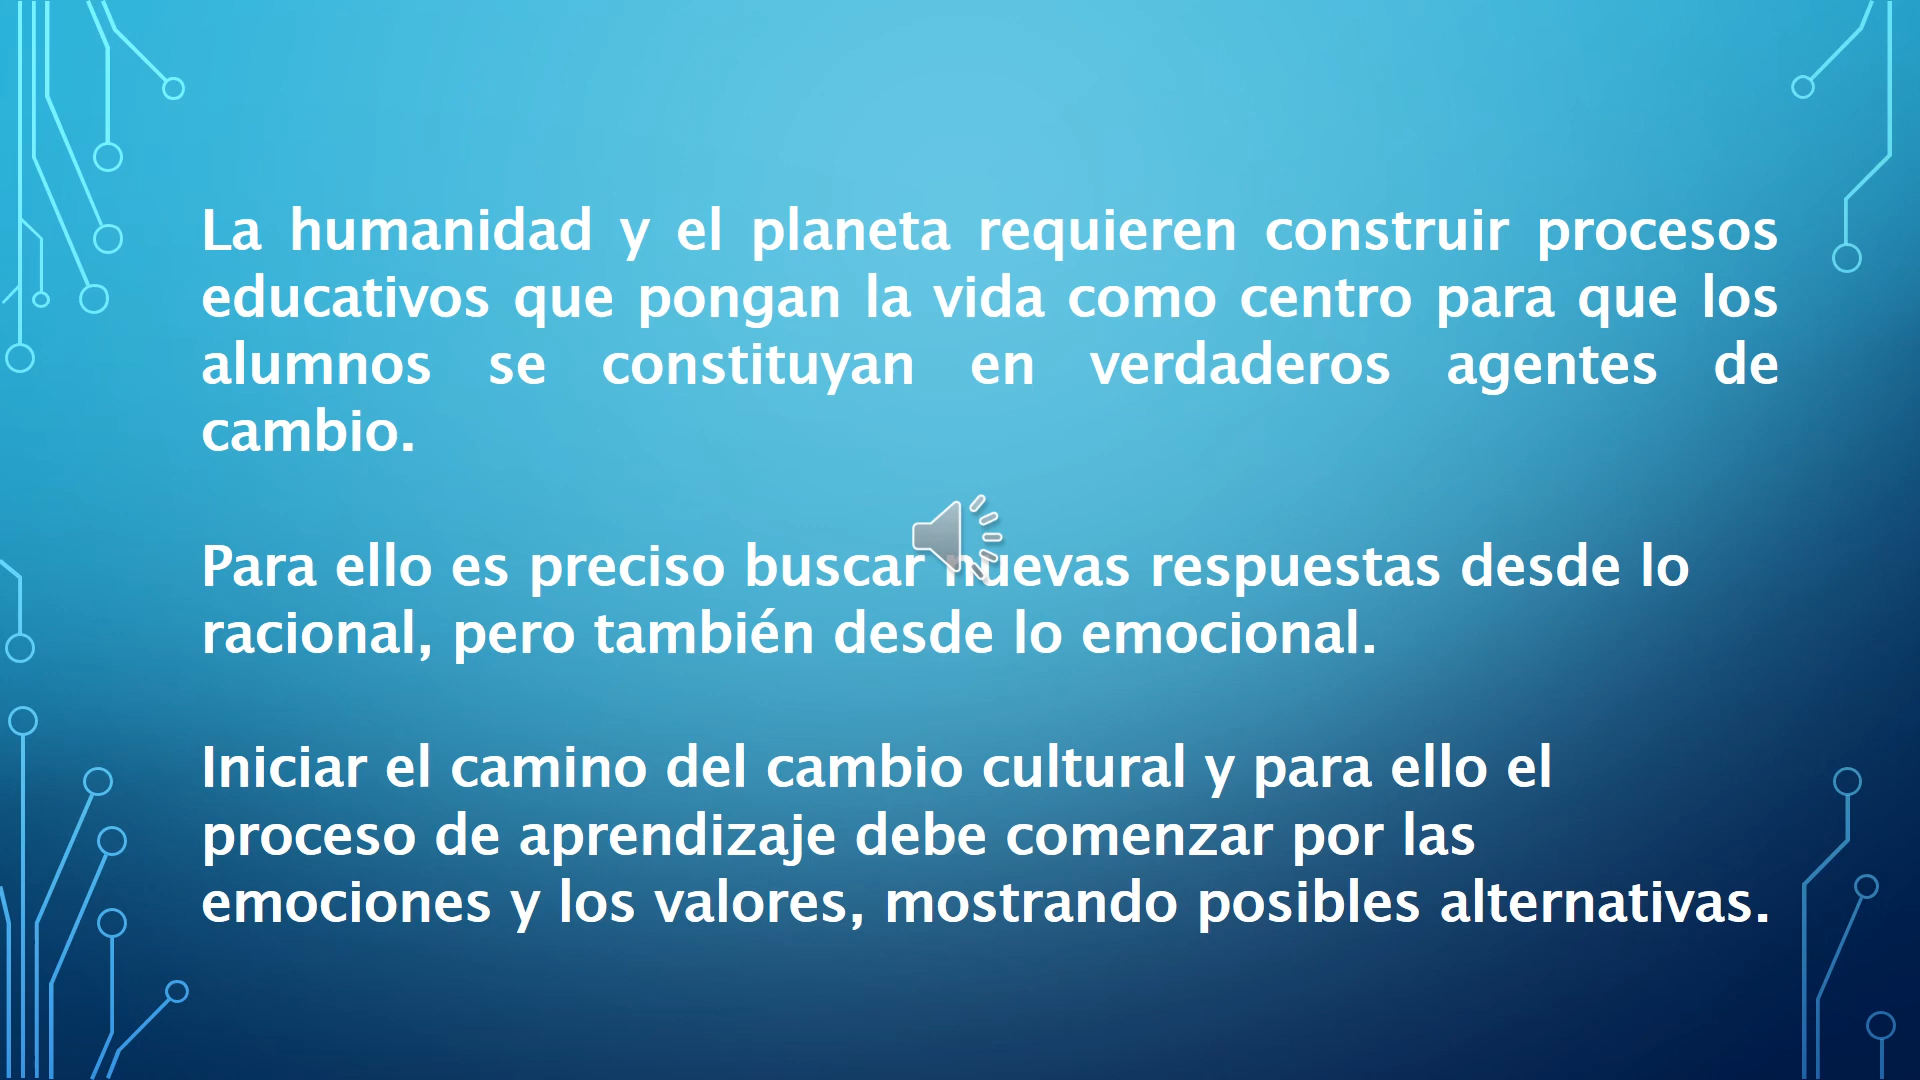 La humanidad y el planeta requieren construir procesos
educativos que pongan la vida como centro para que los
alumnos se constituyan en verdaderos agentes de
cambio.
Para ello es preciso buscar nuevas respuestas desde lo
racional, pero también desde lo emocional.
Iniciar el camino del cambio cultural y para ello el
proceso de aprendizaje debe comenzar por las
emociones y los valores, mostrando posibles alternativas.